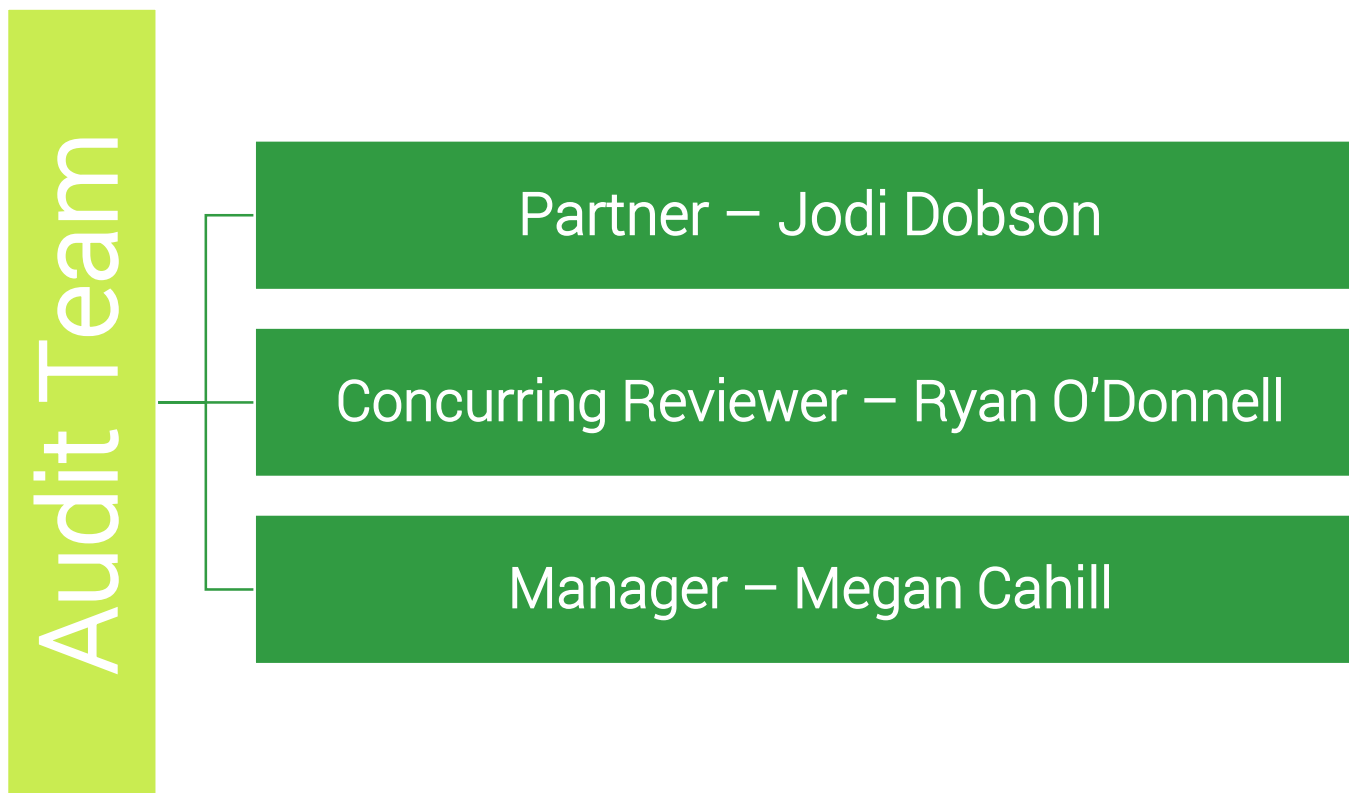 Audit Team
Partner – Jodi Dobson
Concurring Reviewer – Ryan O’Donnell
Manager – Megan Cahill